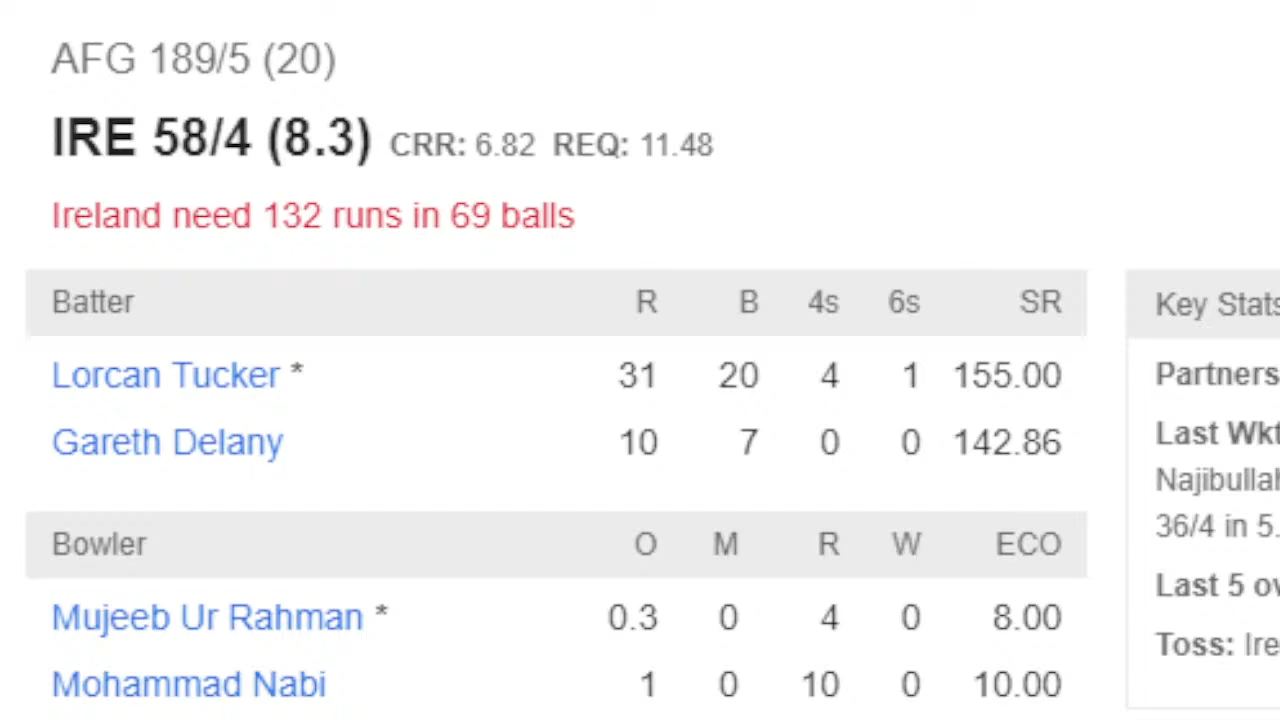 AFG 189/5 (20)
IRE 58/4 (8.3) CRR: 6.82 REQ: 11.48
Ireland need 132 runs in 69 balls
Batter R B 4s 6s SR
Lorcan Tucker * 31 20 4 1 155.00
Gareth Delany 10 7 0 0 142.86
Bowler O M R W ECO
Mujeeb Ur Rahman * 0.3 0 4 0 8.00
Mohammad Nabi 1 0 10 0 10.00
Key Stats
Partners
Last Wkt
Najibullah
36/4 in 5.
Last 5 ov
Toss: Ire